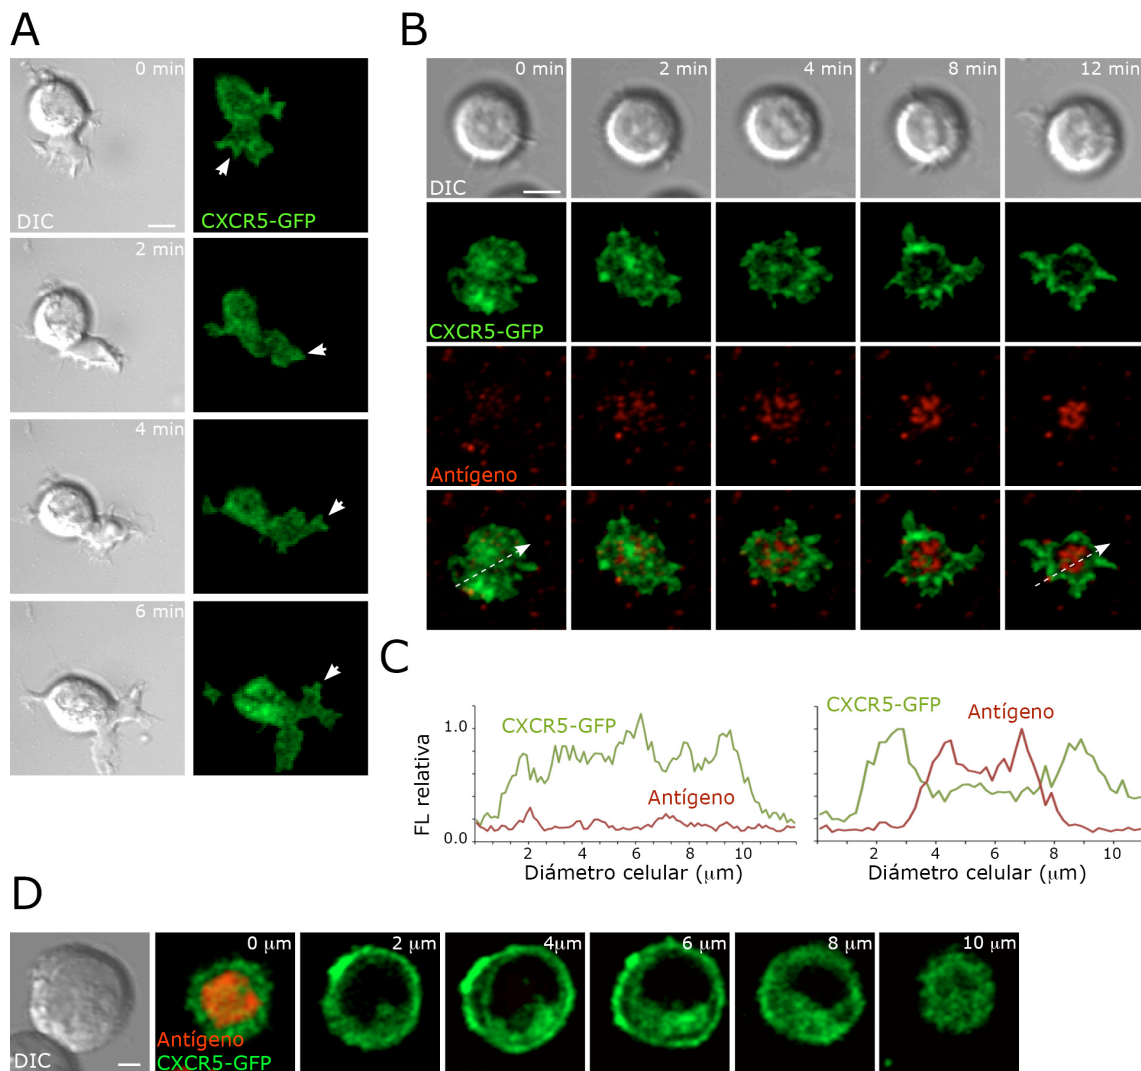 A
0 min
DIC
CXCR5-GFP
2 min
4 min
6 min
B
0 min
2 min
4 min
8 min
12 min
DIC
CXCR5-GFP
Antígeno
C
FL relativa
1.0
0.0
CXCR5-GFP
Antígeno
2 4 6 8 10
Diámetro celular (μm)
CXCR5-GFP
Antígeno
2 4 6 8 10
Diámetro celular (μm)
D
0 μm
2 μm
4μm
6 μm
8 μm
10 μm
DIC
Antígeno
CXCR5-GFP